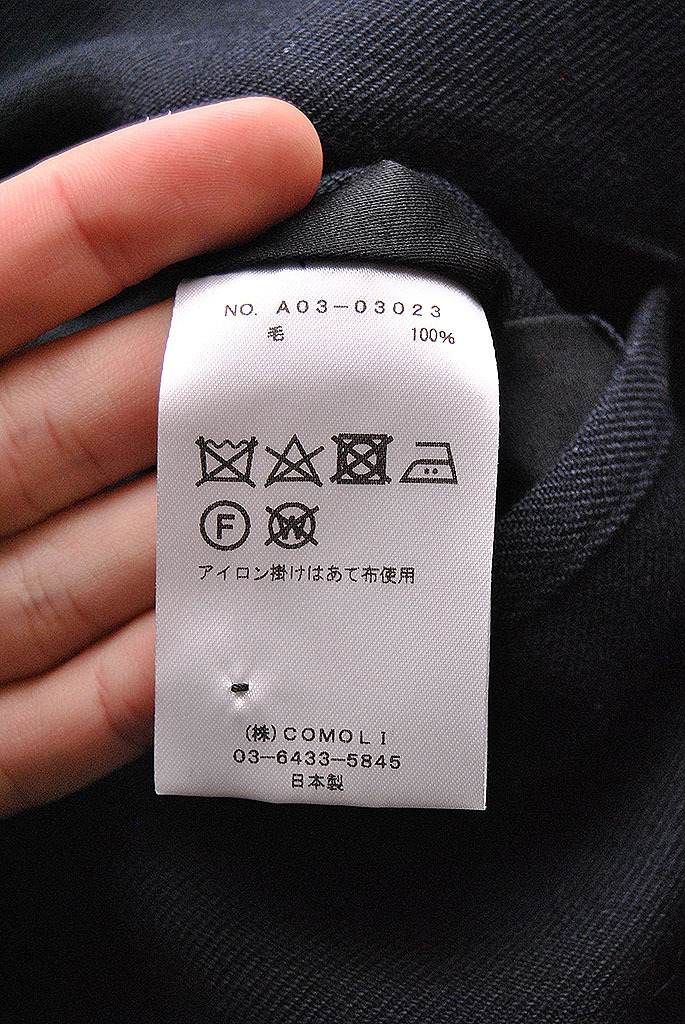 NO. A03-03023
毛 100%
F W
アイロン掛けはあて布使用
(株)COMOLI
03-6433-5845
日本製